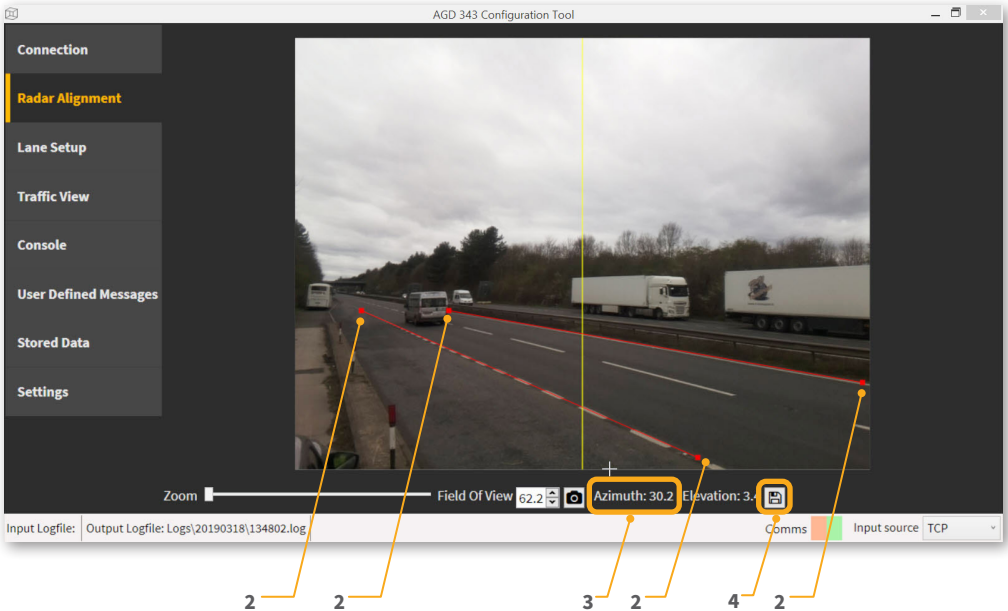 AGD 343 Configuration Tool
Connection
Radar Alignment
Lane Setup
Traffic View
Console
User Defined Messages
Stored Data
Settings
Zoom Field Of View 62.2 Azimuth: 30.2 Elevation: 3.
Input Logfile: Output Logfile: Logs\20190318\134802.log Comms Input source TCP
2 2 3 2 4 2